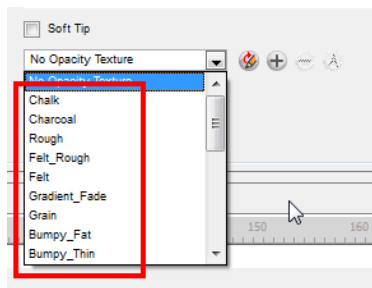 Soft Tip
No Opacity Texture
No Opacity Texture
Chalk
Charcoal
Rough
Felt_Rough
Felt
Gradient_Fade
Grain
Bumpy_Fat
Bumpy_Thin
150 160